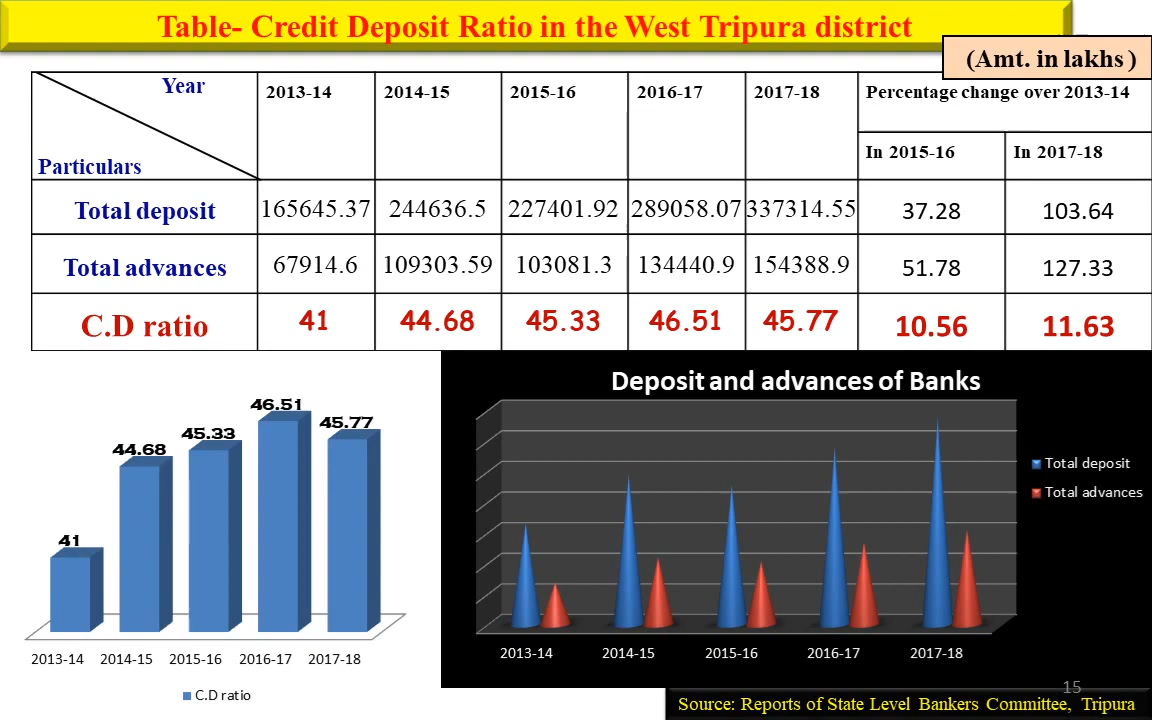 Table- Credit Deposit Ratio in the West Tripura district
(Amt. in lakhs )
Year
Particulars
2013-14 2014-15 2015-16 2016-17 2017-18 Percentage change over 2013-14
In 2015-16 In 2017-18
Total deposit 165645.37 244636.5 227401.92 289058.07 337314.55 37.28 103.64
Total advances 67914.6 109303.59 103081.3 134440.9 154388.9 51.78 127.33
C.D ratio 41 44.68 45.33 46.51 45.77 10.56 11.63
41 44.68 45.33 46.51 45.77
2013-14 2014-15 2015-16 2016-17 2017-18
C.D ratio
Deposit and advances of Banks
Total deposit
Total advances
2013-14 2014-15 2015-16 2016-17 2017-18
15
Source: Reports of State Level Bankers Committee, Tripura